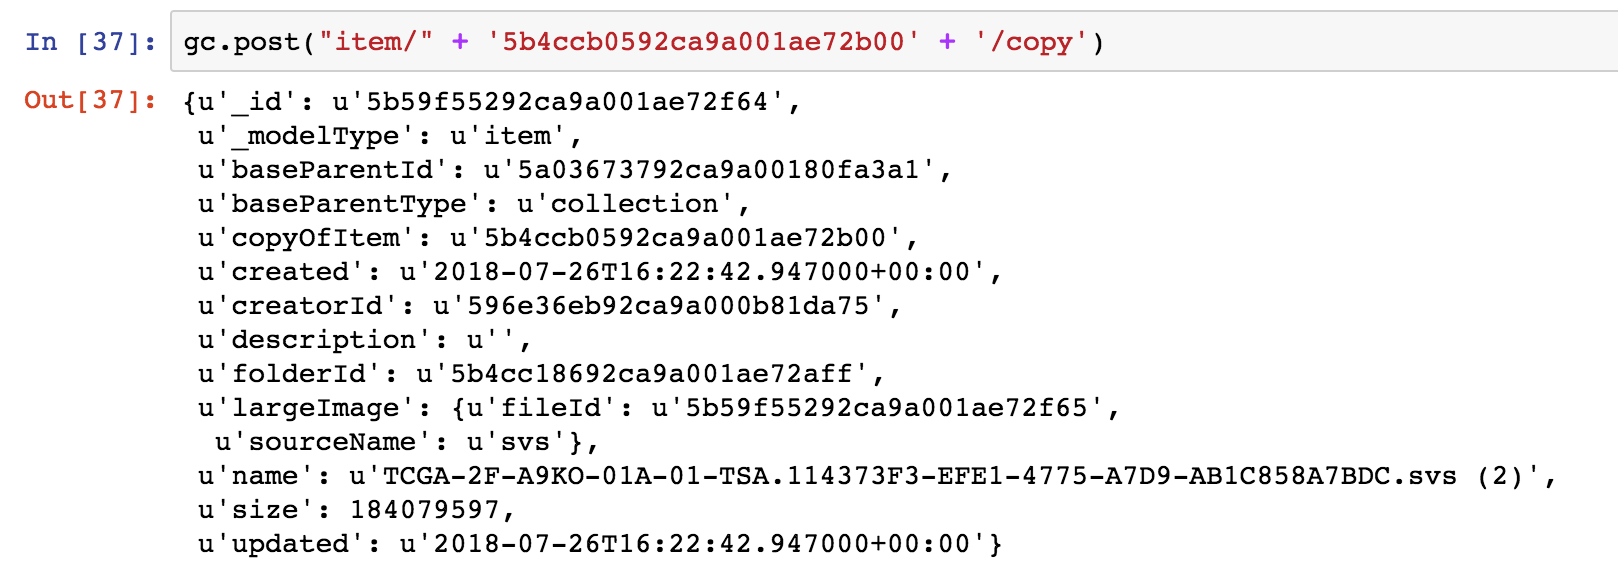 In [37]: gc.post("item/" + '5b4ccb0592ca9a001ae72b00' + '/copy')
Out[37]: {u'_id': u'5b59f55292ca9a001ae72f64',
u'_modelType': u'item',
u'baseParentId': u'5a03673792ca9a00180fa3a1',
u'baseParentType': u'collection',
u'copyOfItem': u'5b4ccb0592ca9a001ae72b00',
u'created': u'2018-07-26T16:22:42.947000+00:00',
u'creatorId': u'596e36eb92ca9a000b81da75',
u'description': u'',
u'folderId': u'5b4cc18692ca9a001ae72aff',
u'largeImage': {u'fileId': u'5b59f55292ca9a001ae72f65',
u'sourceName': u'svs'},
u'name': u'TCGA-2F-A9KO-01A-01-TSA.114373F3-EFE1-4775-A7D9-AB1C858A7BDC.svs (2)',
u'size': 184079597,
u'updated': u'2018-07-26T16:22:42.947000+00:00'}